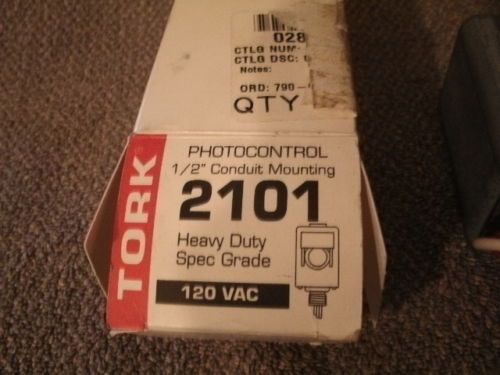 028
CTLG NUM:
CTLG DSC:
Notes:
ORD: 790-
QTY
TORK
PHOTOCONTROL
1/2" Conduit Mounting
2101
Heavy Duty
Spec Grade
120 VAC